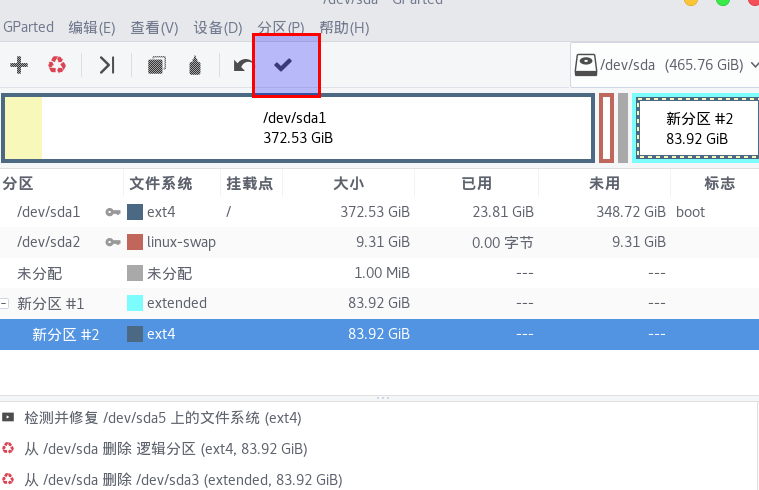 /dev/sda - GParted
GParted 编辑(E) 查看(V) 设备(D) 分区(P) 帮助(H)
/dev/sda (465.76 GiB)
/dev/sda1
372.53 GiB
新分区 #2
83.92 GiB
分区 文件系统 挂载点 大小 已用 未用 标志
/dev/sda1 ext4 / 372.53 GiB 23.81 GiB 348.72 GiB boot
/dev/sda2 linux-swap 9.31 GiB 0.00 字节 9.31 GiB
未分配 未分配 1.00 MiB --- ---
新分区 #1 extended 83.92 GiB --- ---
新分区 #2 ext4 83.92 GiB --- ---
检测并修复 /dev/sda5 上的文件系统 (ext4)
从 /dev/sda 删除 逻辑分区 (ext4, 83.92 GiB)
从 /dev/sda 删除 /dev/sda3 (extended, 83.92 GiB)